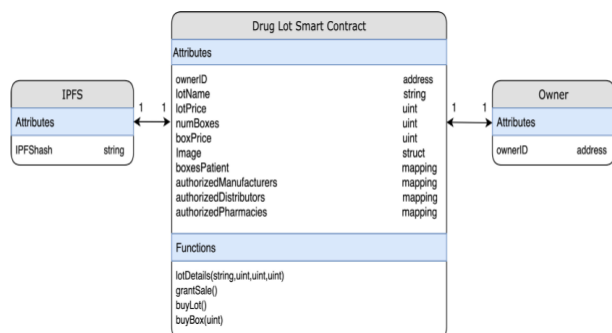 Drug Lot Smart Contract
Attributes
ownerID address
lotName string
lotPrice uint
numBoxes uint
boxPrice uint
Image struct
boxesPatient mapping
authorizedManufacturers mapping
authorizedDistributors mapping
authorizedPharmacies mapping
Functions
lotDetails(string,uint,uint,uint)
grantSale()
buyLot()
buyBox(uint)
IPFS
Attributes
IPFShash string
1 1
1 1
Owner
Attributes
ownerID address